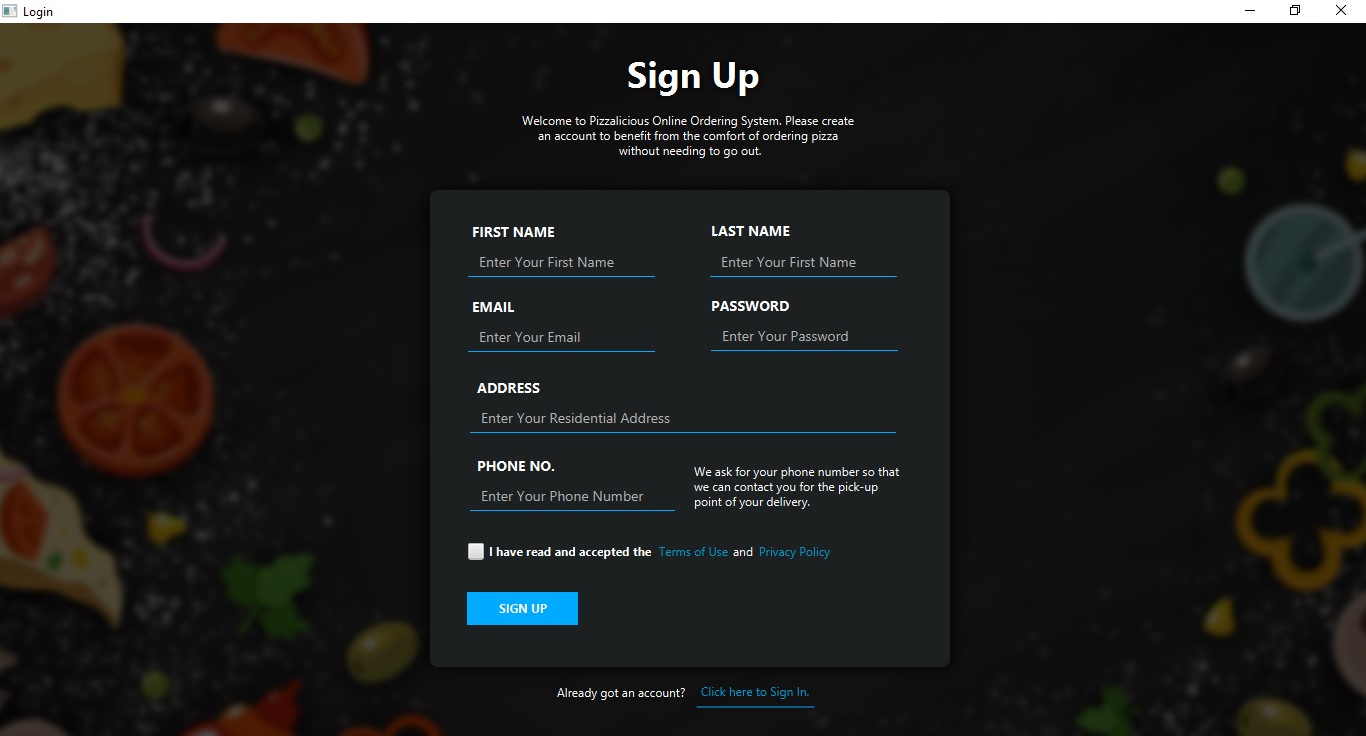 Login
Sign Up
Welcome to Pizzalicious Online Ordering System. Please create
an account to benefit from the comfort of ordering pizza
without needing to go out.
FIRST NAME
LAST NAME
Enter Your First Name
Enter Your First Name
EMAIL
PASSWORD
Enter Your Email
Enter Your Password
ADDRESS
Enter Your Residential Address
PHONE NO.
Enter Your Phone Number
We ask for your phone number so that
we can contact you for the pick-up
point of your delivery.
I have read and accepted the Terms of Use and Privacy Policy
SIGN UP
Already got an account? Click here to Sign In.